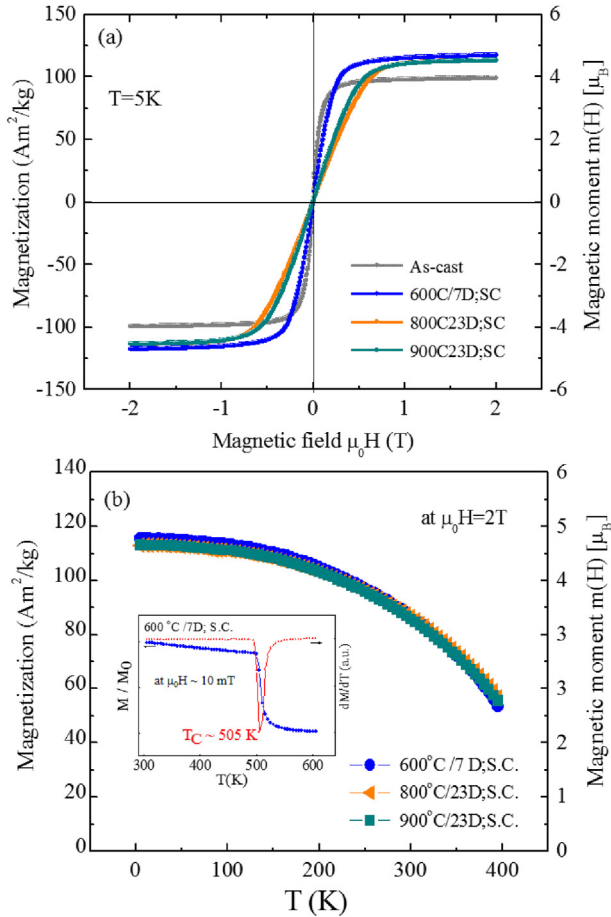 (a)
T=5K
150
100
50
0
-50
-100
-150
Magnetization (Am²/kg)
6
4
2
0
-2
-4
-6
Magnetic moment m(H) [μ_B]
As-cast
600C/7D;SC
800C23D;SC
900C23D;SC
-2 -1 0 1 2
Magnetic field μ₀H (T)
(b)
at μ₀H=2T
140
120
100
80
60
40
20
0
Magnetization (Am²/kg)
6
5
4
3
3
2
1
0
Magnetic moment m(H) [μ_B]
600 °C /7D; S.C.
at μ₀H ~ 10 mT
T_C ~ 505 K
M / M₀
dM/dT (a.u.)
300 400 500 600
T(K)
600°C /7 D;S.C.
800°C/23D;S.C.
900°C/23D;S.C.
0 100 200 300 400
T (K)